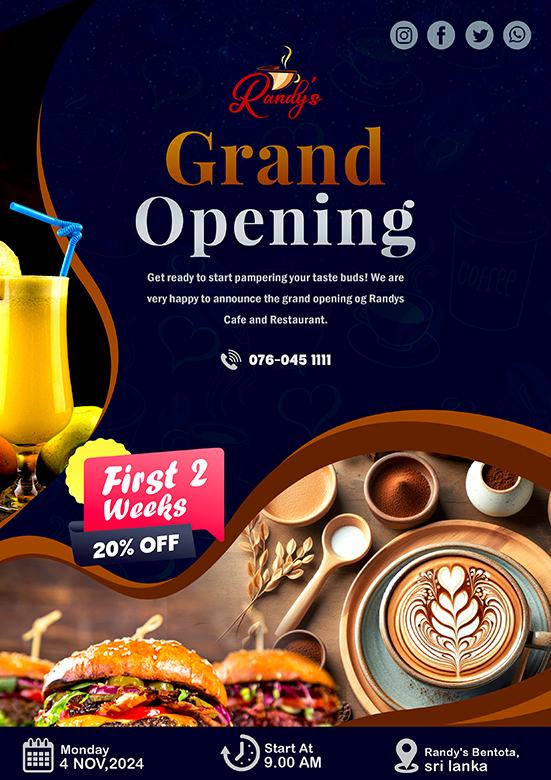 Randy's
Grand
Opening
Get ready to start pampering your taste buds! We are
very happy to announce the grand opening og Randys
Cafe and Restaurant.
076-045 1111
First 2
Weeks
20% OFF
COFFEE
Monday
4 NOV,2024
Start At
9.00 AM
Randy's Bentota,
sri lanka